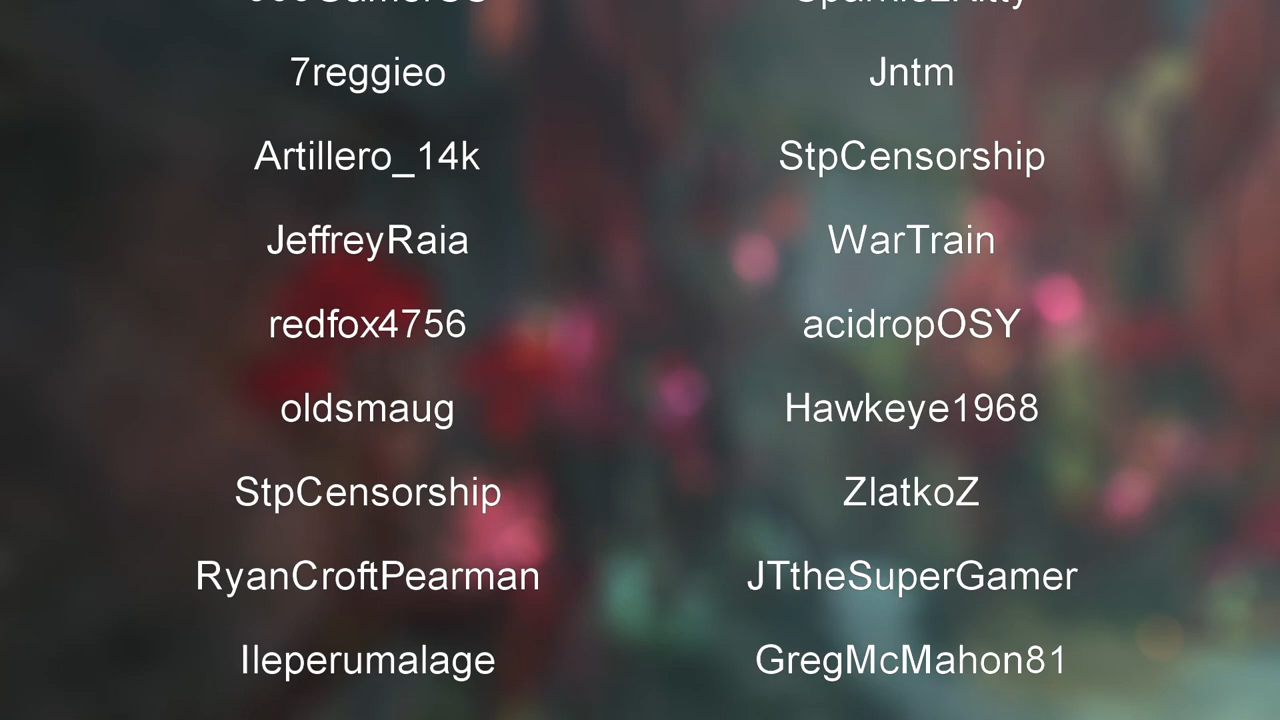 7reggieo Jntm
Artillero_14k StpCensorship
JeffreyRaia WarTrain
redfox4756 acidropOSY
oldsmaug Hawkeye1968
StpCensorship ZlatkoZ
RyanCroftPearman JTtheSuperGamer
Ileperumalage GregMcMahon81